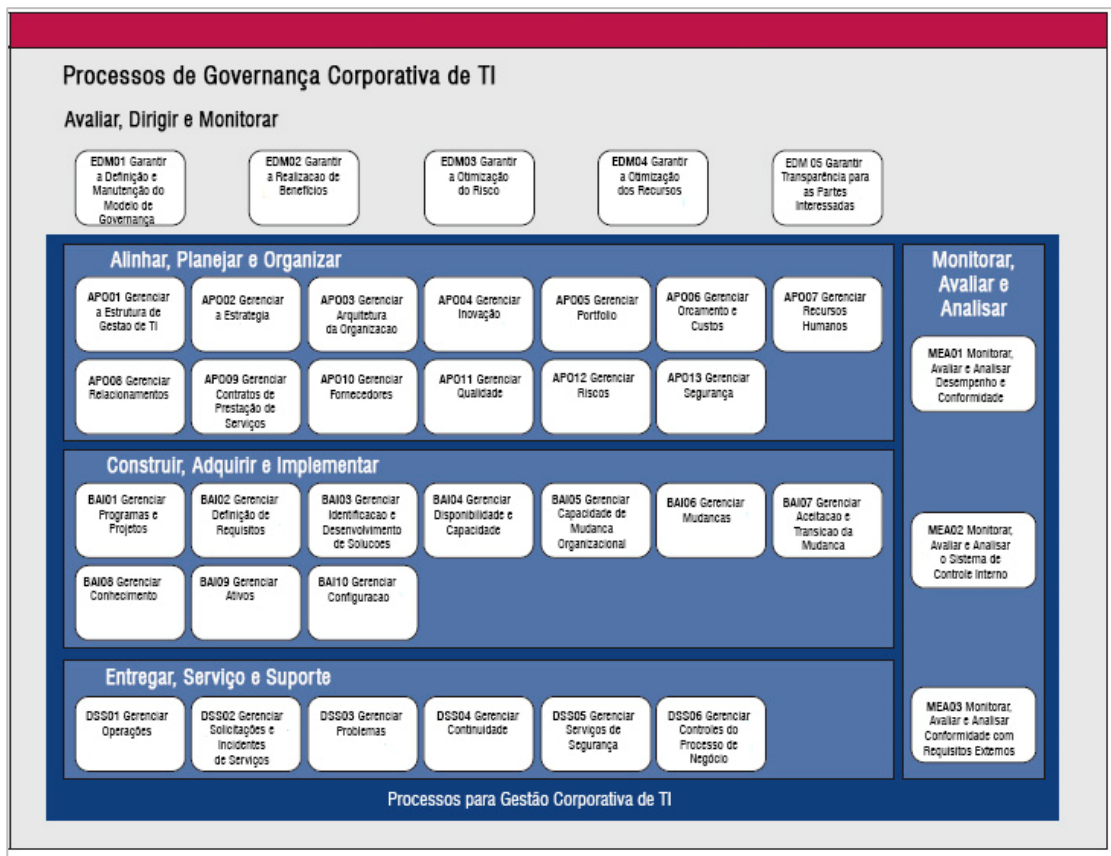 Processos de Governança Corporativa de TI
Avaliar, Dirigir e Monitorar
EDM01 Garantir
a Definição e
Manutenção do
Modelo de
Governança
EDM02 Garantir
a Realizacao de
Benefícios
EDM03 Garantir
a Otimização
do Risco
EDM04 Garantir
a Otimização
dos Recursos
EDM 05 Garantir
Transparência para
as Partes
Interessadas
Alinhar, Planejar e Organizar
APO01 Gerenciar
a Estrutura de
Gestao de TI
APO02 Gerenciar
a Estrategia
APO03 Gerenciar
Arquitetura
da Organizacao
APO04 Gerenciar
Inovação
APO05 Gerenciar
Portfolio
APO06 Gerenciar
Orcamento e
Custos
APO07 Gerenciar
Recursos
Humanos
APO08 Gerenciar
Relacionamentos
APO09 Gerenciar
Contratos de
Prestação de
Serviços
APO10 Gerenciar
Fornecedores
APO11 Gerenciar
Qualidade
APO12 Gerenciar
Riscos
APO13 Gerenciar
Segurança
Construir, Adquirir e Implementar
BAI01 Gerenciar
Programas e
Projetos
BAI02 Gerenciar
Definição de
Requisitos
BAI03 Gerenciar
Identificacao e
Desenvolvimento
de Solucoes
BAI04 Gerenciar
Disponibilidade e
Capacidade
BAI05 Gerenciar
Capacidade de
Mudanca
Organizacional
BAI06 Gerenciar
Mudancas
BAI07 Gerenciar
Aceitacao e
Transicao da
Mudanca
BAI08 Gerenciar
Conhecimento
BAI09 Gerenciar
Ativos
BAI10 Gerenciar
Configuracao
Entregar, Serviço e Suporte
DSS01 Gerenciar
Operações
DSS02 Gerenciar
Solicitações e
Incidentes
de Serviços
DSS03 Gerenciar
Problemas
DSS04 Gerenciar
Continuidade
DSS05 Gerenciar
Serviços de
Segurança
DSS06 Gerenciar
Controles do
Processo de
Negócio
Monitorar,
Avaliar e
Analisar
MEA01 Monitorar,
Avaliar e Analisar
Desempenho e
Conformidade
MEA02 Monitorar,
Avaliar e Analisar
o Sistema de
Controle Interno
MEA03 Monitorar,
Avaliar e Analisar
Conformidade com
Requisitos Externos
Processos para Gestão Corporativa de TI